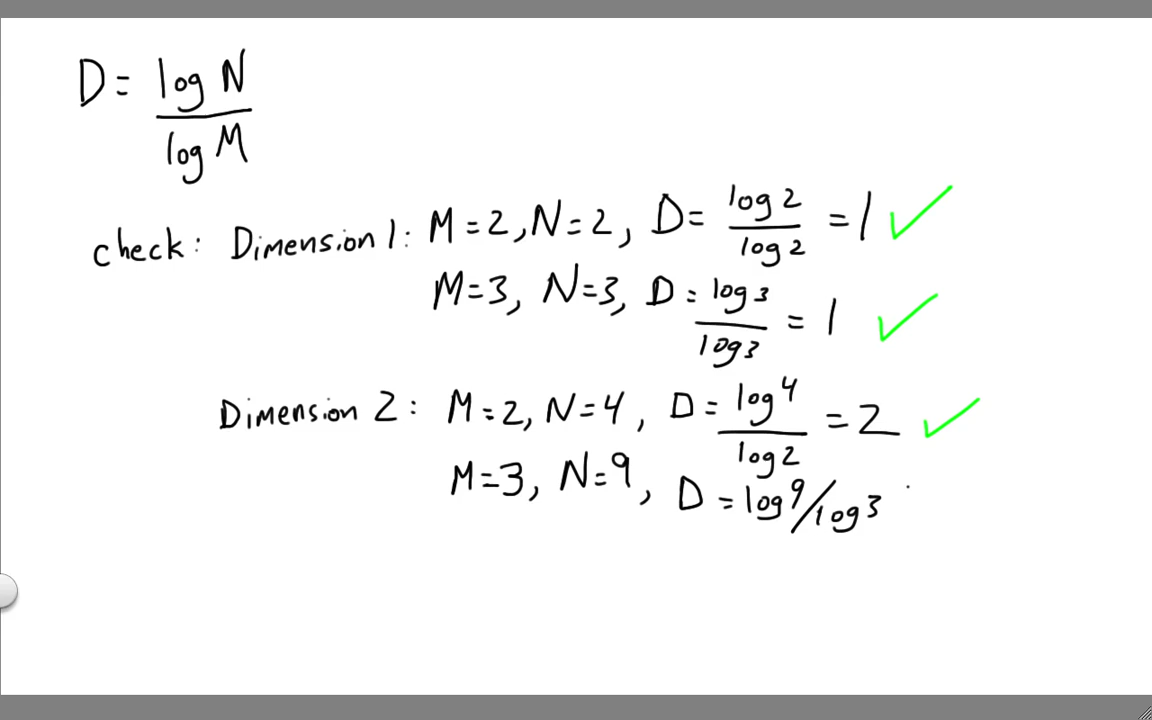 D = log N / log M
check: Dimension 1: M=2, N=2, D= log 2 / log 2 = 1 ✓
M=3, N=3, D= log 3 / log 3 = 1 ✓
Dimension 2: M=2, N=4, D= log 4 / log 2 = 2 ✓
M=3, N=9, D = log 9/log 3